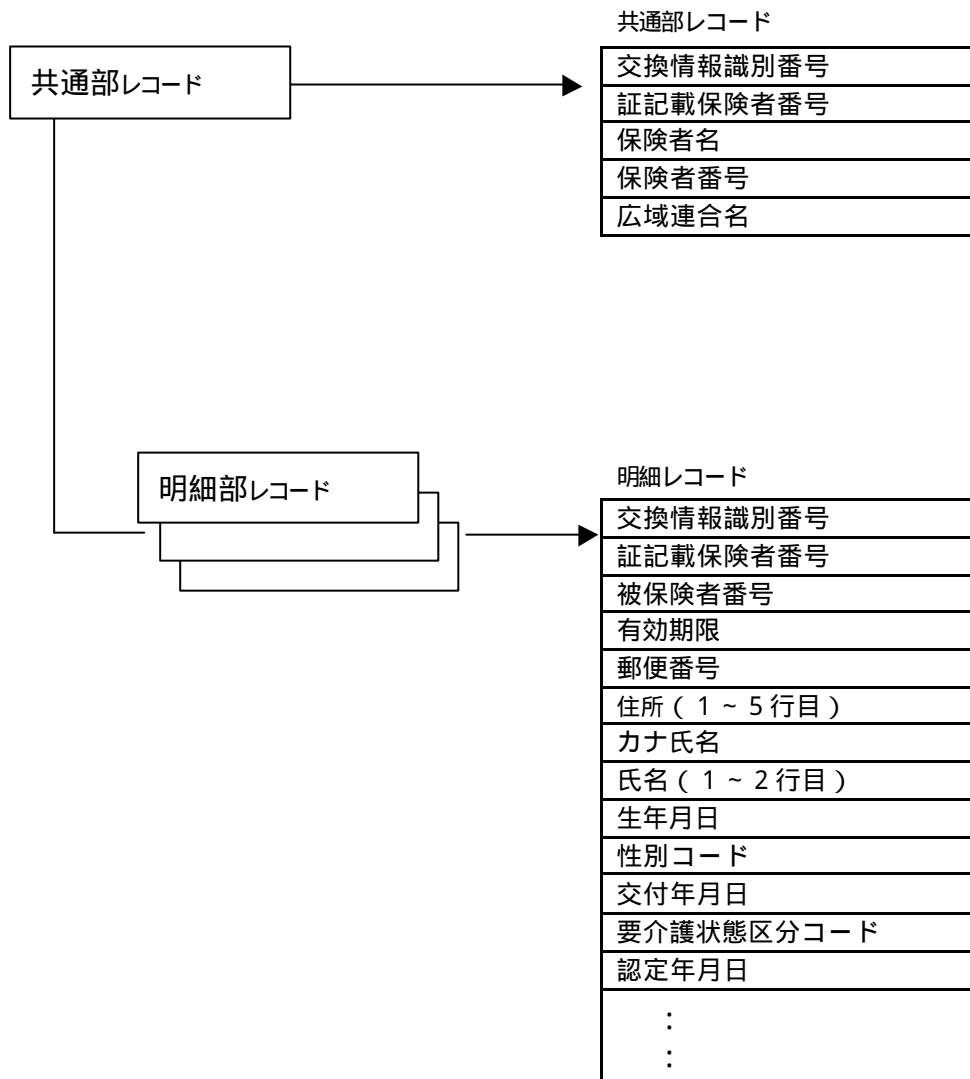 共通部レコード
共通部レコード
交換情報識別番号
証記載保険者番号
保険者名
保険者番号
広域連合名
明細部レコード
明細レコード
交換情報識別番号
証記載保険者番号
被保険者番号
有効期限
郵便番号
住所(1~5行目)
カナ氏名
氏名(1~2行目)
生年月日
性別コード
交付年月日
要介護状態区分コード
認定年月日
:
: